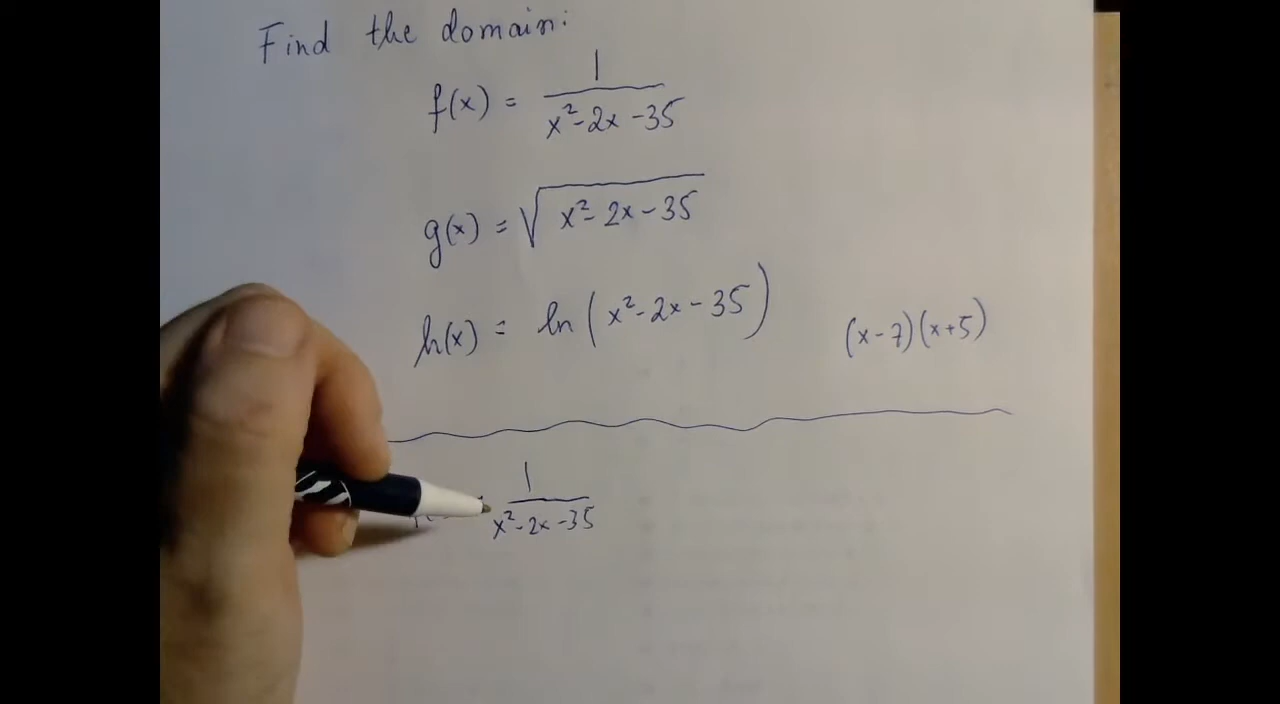 Find the domain:
f(x) = 1/(x²-2x-35)
g(x) = √(x²-2x-35)
h(x) = ln(x²-2x-35)
(x-7)(x+5)
1/(x²-2x-35)